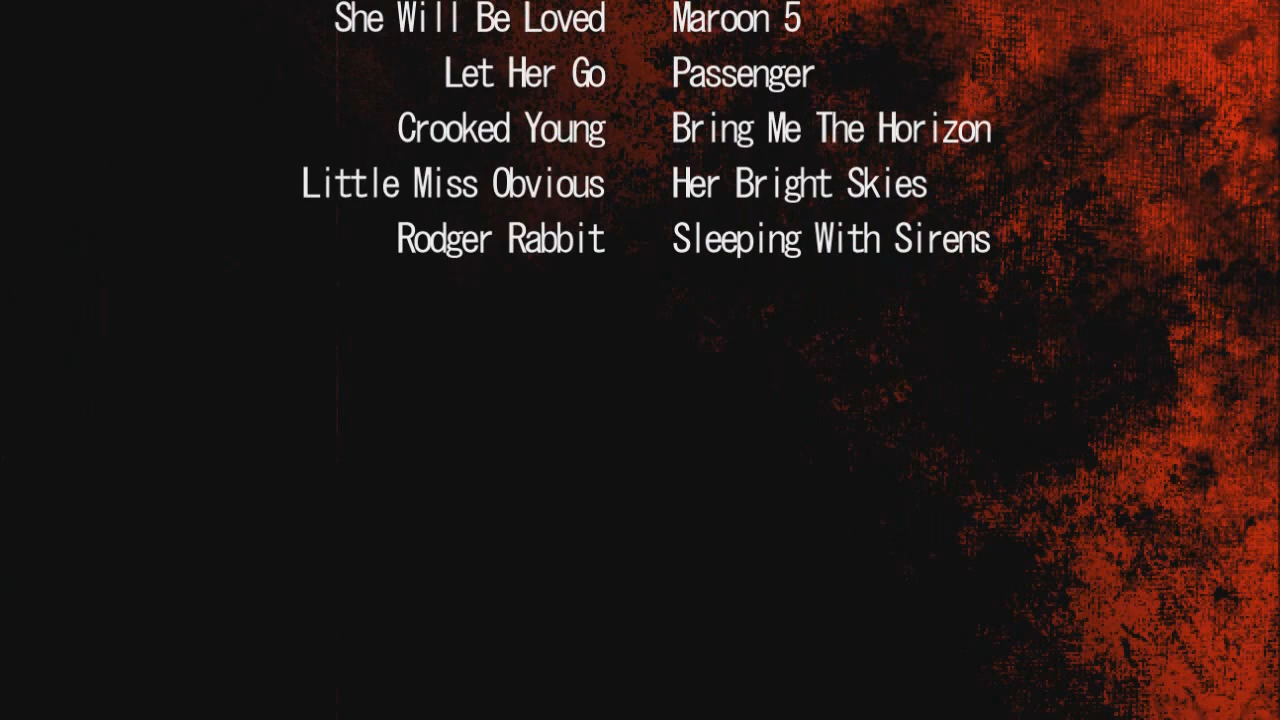 She Will Be Loved Maroon 5
Let Her Go Passenger
Crooked Young Bring Me The Horizon
Little Miss Obvious Her Bright Skies
Rodger Rabbit Sleeping With Sirens